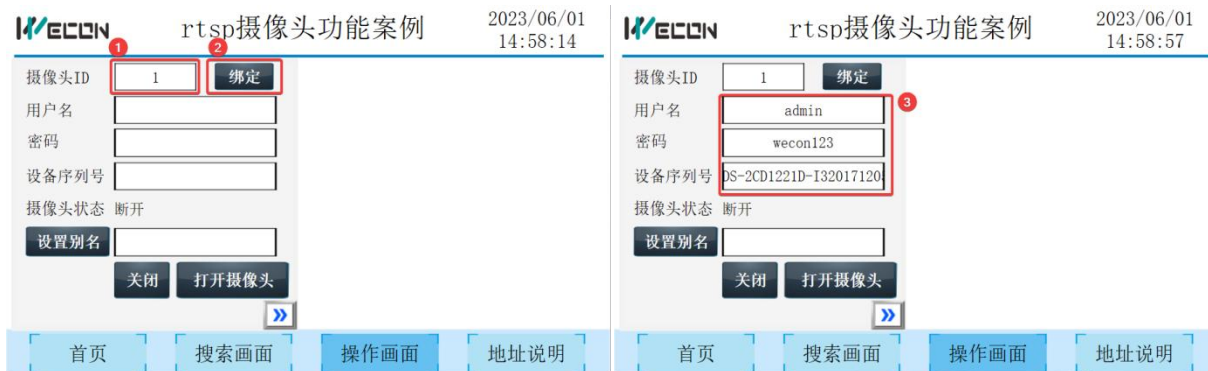 WECON
rtsp摄像头功能案例
2023/06/01
14:58:14
1
2
摄像头ID
1
绑定
用户名
密码
设备序列号
摄像头状态 断开
设置别名
关闭
打开摄像头
»
首页
搜索画面
操作画面
地址说明
WECON
rtsp摄像头功能案例
2023/06/01
14:58:57
摄像头ID
1
绑定
3
用户名
admin
密码
wecon123
设备序列号
DS-2CD1221D-I32017120
摄像头状态 断开
设置别名
关闭
打开摄像头
»
首页
搜索画面
操作画面
地址说明